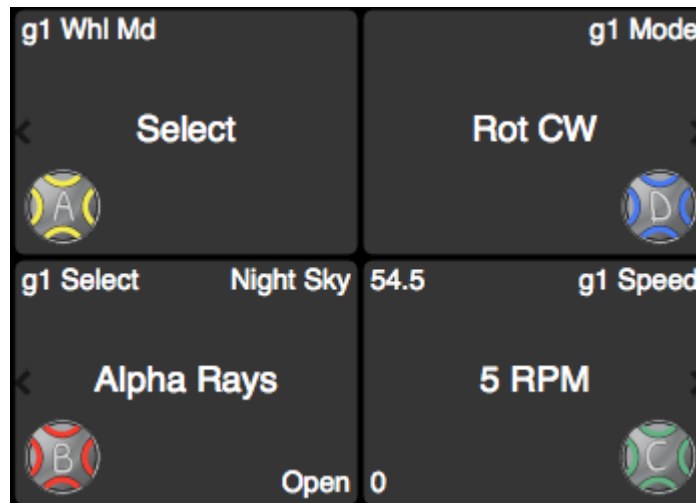 g1 Whl Md
Select
A
g1 Mode
Rot CW
D
g1 Select Night Sky
Alpha Rays
B
Open
54.5 g1 Speed
5 RPM
C
0